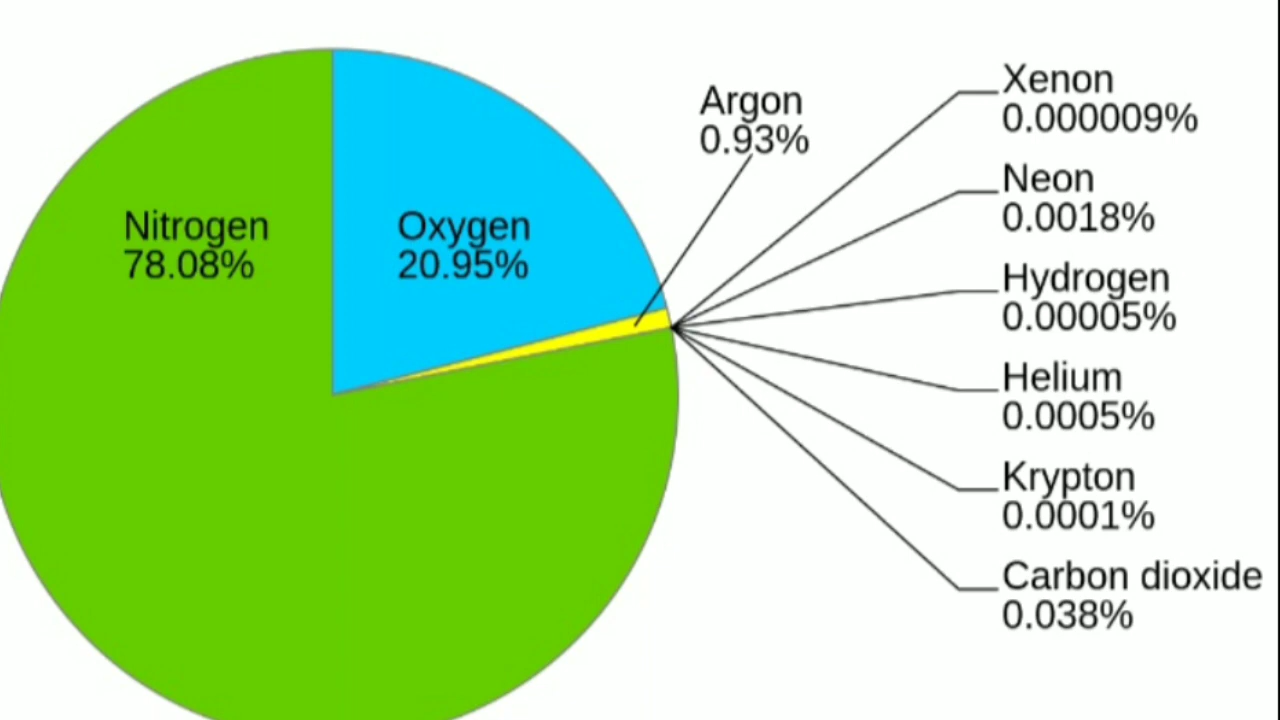 Nitrogen
78.08%
Oxygen
20.95%
Argon
0.93%
Xenon
0.000009%
Neon
0.0018%
Hydrogen
0.00005%
Helium
0.0005%
Krypton
0.0001%
Carbon dioxide
0.038%